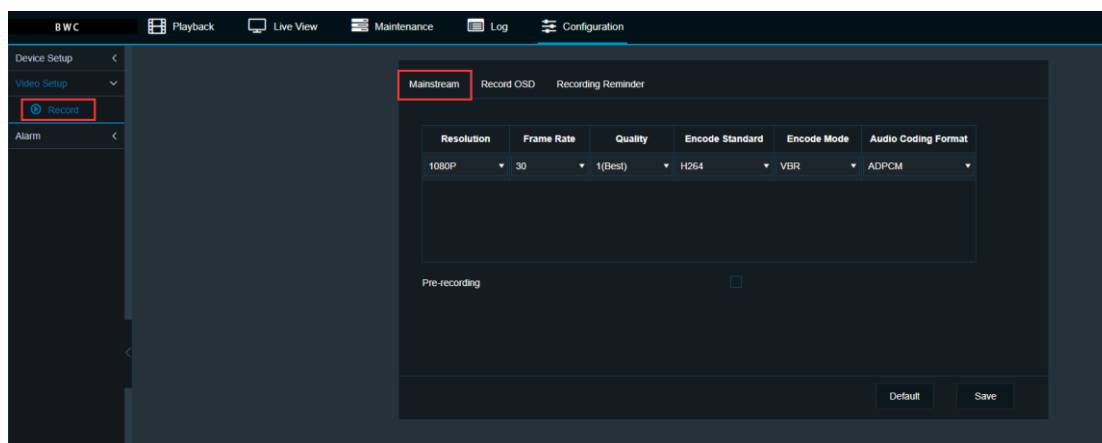 BWC Playback Live View Maintenance Log Configuration
Device Setup
Video Setup
Record
Alarm
Mainstream Record OSD Recording Reminder
Resolution Frame Rate Quality Encode Standard Encode Mode Audio Coding Format
1080P 30 1(Best) H264 VBR ADPCM
Pre-recording
Default Save